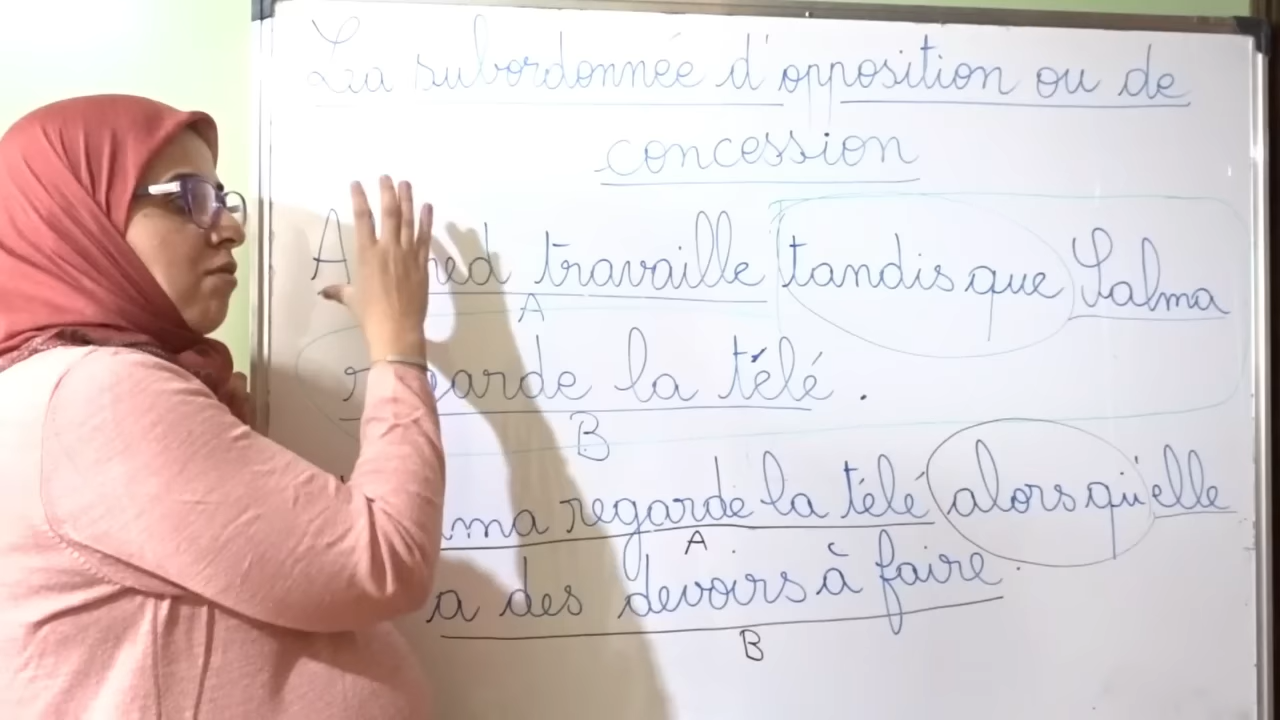 La subordonnée d'opposition ou de
concession
travaille tandis que Salma
A
regarde la télé.
B
regarde la télé alors qu'elle
A
a des devoirs à faire.
B